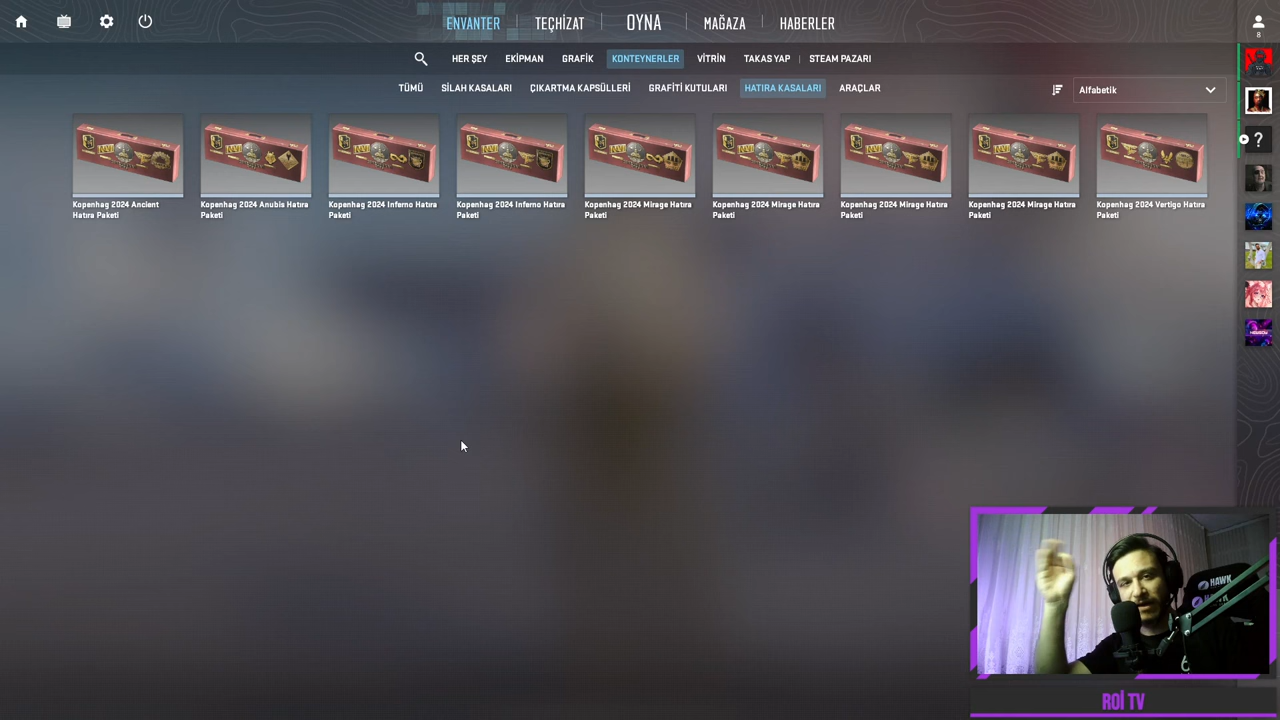 ENVANTER
TEÇHİZAT
OYNA
MAĞAZA
HABERLER
8
HER ŞEY
EKİPMAN
GRAFİK
KONTEYNERLER
VİTRİN
TAKAS YAP
STEAM PAZARI
TÜMÜ
SİLAH KASALARI
ÇIKARTMA KAPSÜLLERİ
GRAFİTİ KUTULARI
HATIRA KASALARI
ARAÇLAR
Alfabetik
?
Kopenhag 2024 Ancient
Hatıra Paketi
Kopenhag 2024 Anubis Hatıra
Paketi
Kopenhag 2024 Inferno Hatıra
Paketi
Kopenhag 2024 Inferno Hatıra
Paketi
Kopenhag 2024 Mirage Hatıra
Paketi
Kopenhag 2024 Mirage Hatıra
Paketi
Kopenhag 2024 Mirage Hatıra
Paketi
Kopenhag 2024 Mirage Hatıra
Paketi
Kopenhag 2024 Vertigo Hatıra
Paketi
HAWK
ROİ TV